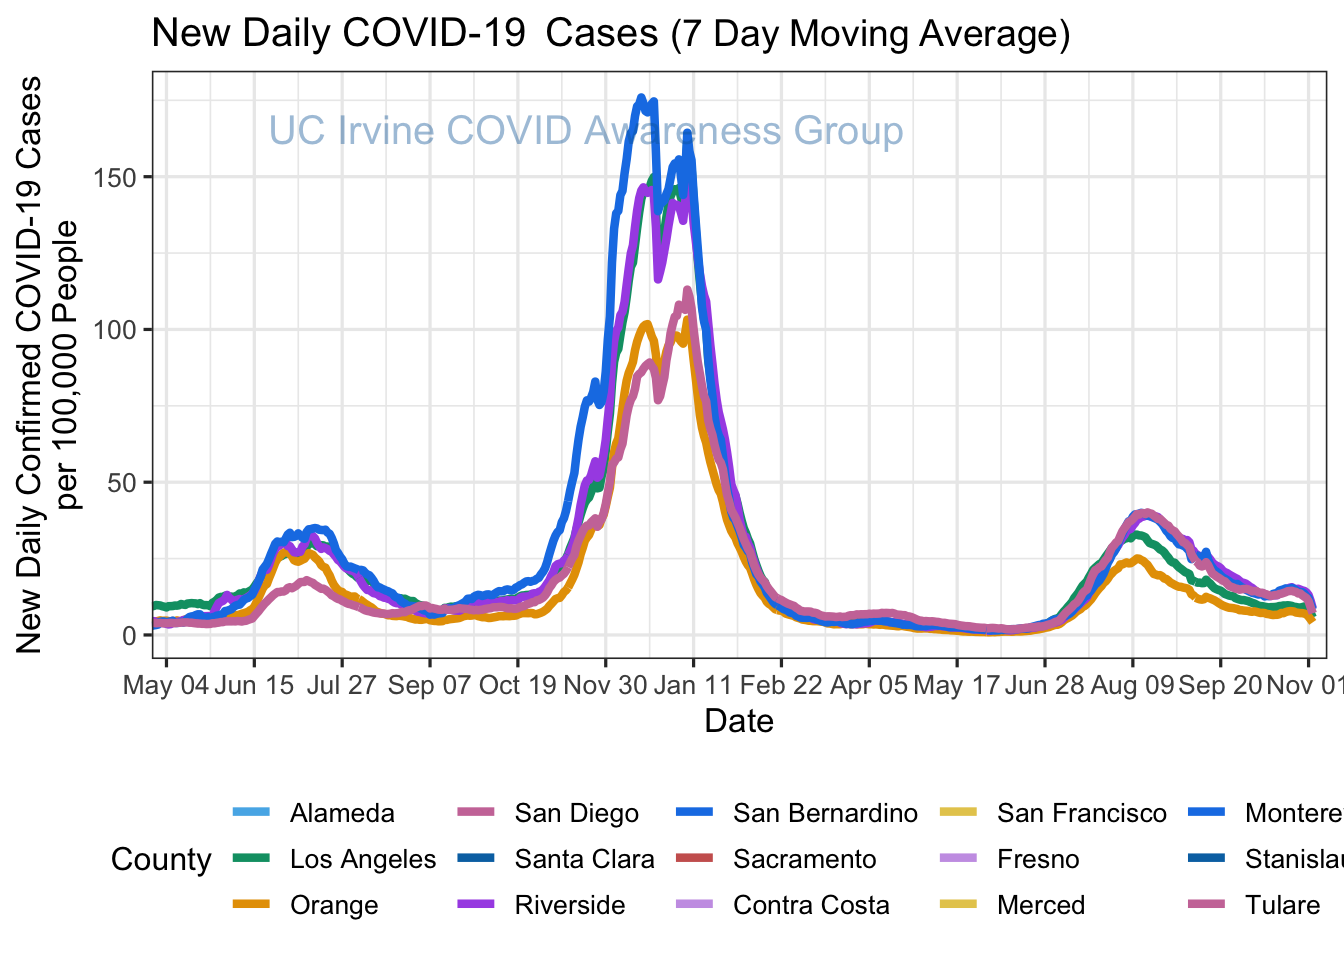 New Daily COVID-19 Cases (7 Day Moving Average)
New Daily Confirmed COVID-19 Cases
per 100,000 People
UC Irvine COVID Awareness Group
150
100
50
0
May 04 Jun 15 Jul 27 Sep 07 Oct 19 Nov 30 Jan 11 Feb 22 Apr 05 May 17 Jun 28 Aug 09 Sep 20 Nov 01
Date
County
Alameda San Diego San Bernardino San Francisco Montere
Los Angeles Santa Clara Sacramento Fresno Stanislau
Orange Riverside Contra Costa Merced Tulare